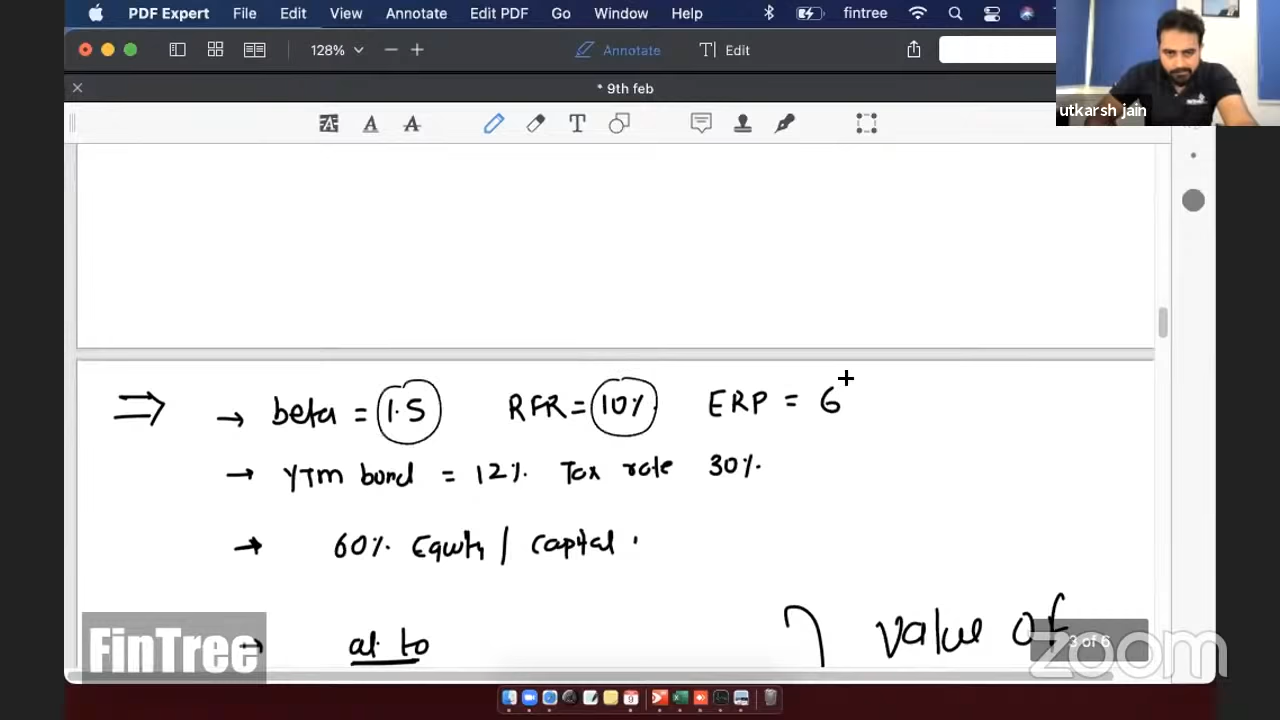 PDF Expert File Edit View Annotate Edit PDF Go Window Help fintree
128% Annotate T| Edit
* 9th feb
utkarsh jain
⇒ → beta = 1.5 RFR = 10% ERP = 6
→ YTM bond = 12% Tax rate 30%.
→ 60% Equity / capital.
→ at to
value of
3 of 6
FinTree
zoom